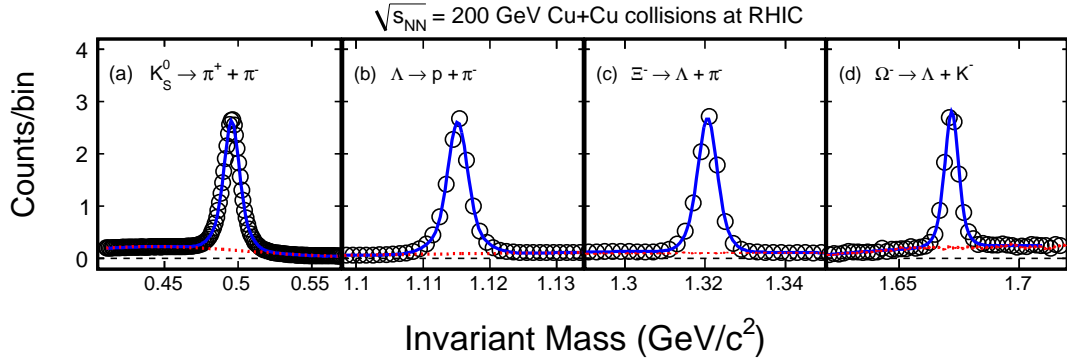 √s_NN = 200 GeV Cu+Cu collisions at RHIC
Counts/bin
4
3
2
1
0
(a) K⁰_S → π⁺ + π⁻
(b) Λ → p + π⁻
(c) Ξ⁻ → Λ + π⁻
(d) Ω⁻ → Λ + K⁻
0.45 0.5 0.55 1.1 1.11 1.12 1.13 1.3 1.32 1.34 1.65 1.7
Invariant Mass (GeV/c²)